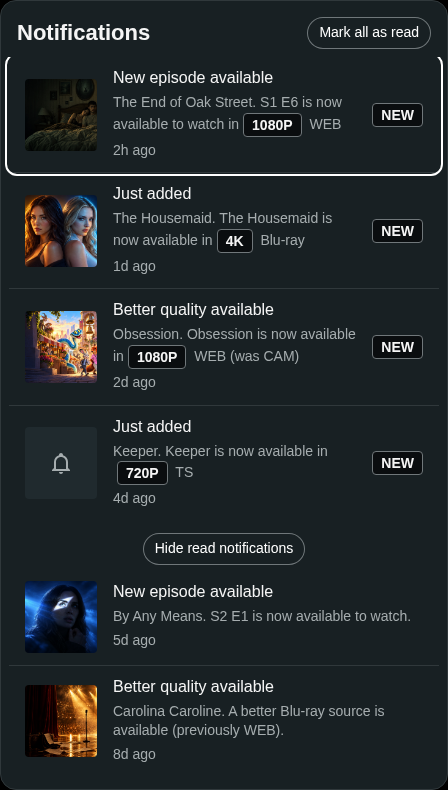 Notifications
Mark all as read
New episode available
The End of Oak Street. S1 E6 is now
available to watch in 1080P WEB
2h ago
NEW
Just added
The Housemaid. The Housemaid is
now available in 4K Blu-ray
1d ago
NEW
Better quality available
Obsession. Obsession is now available
in 1080P WEB (was CAM)
2d ago
NEW
Just added
Keeper. Keeper is now available in
720P TS
4d ago
NEW
Hide read notifications
New episode available
By Any Means. S2 E1 is now available to watch.
5d ago
Better quality available
Carolina Caroline. A better Blu-ray source is
available (previously WEB).
8d ago